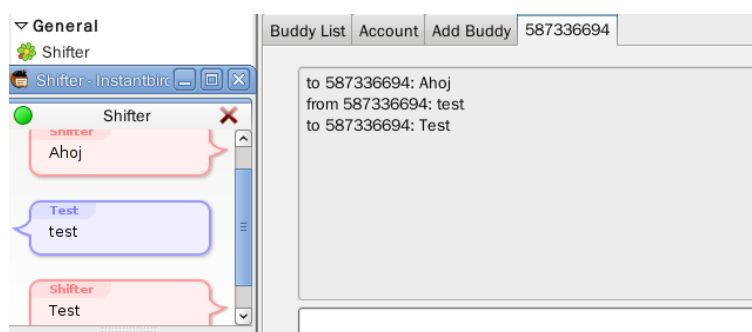 General
Shifter
Shifter - Instantbird
Shifter
Shifter
Ahoj
Test
test
Shifter
Test
Buddy List Account Add Buddy 587336694
to 587336694: Ahoj
from 587336694: test
to 587336694: Test